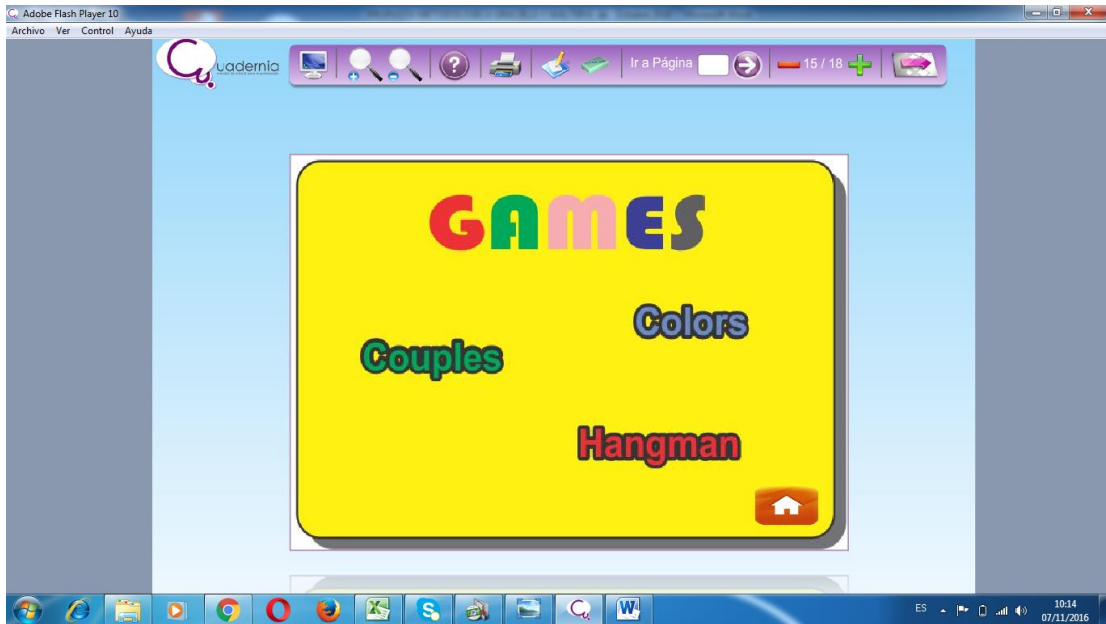 Adobe Flash Player 10
Archivo Ver Control Ayuda
Cuadernia
Ir a Página
15 / 18
GAMES
Colors
Couples
Hangman
ES
10:14
07/11/2016